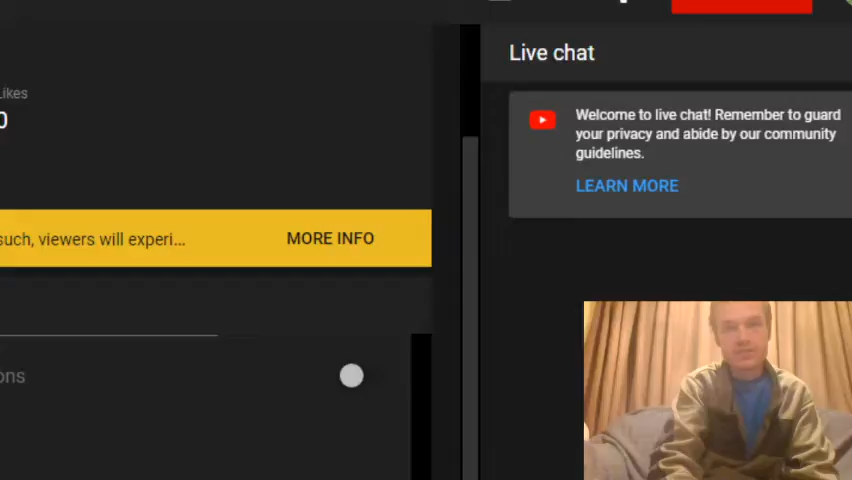 Live chat
Likes
0
Welcome to live chat! Remember to guard
your privacy and abide by our community
guidelines.
LEARN MORE
such, viewers will experi...
MORE INFO
ons